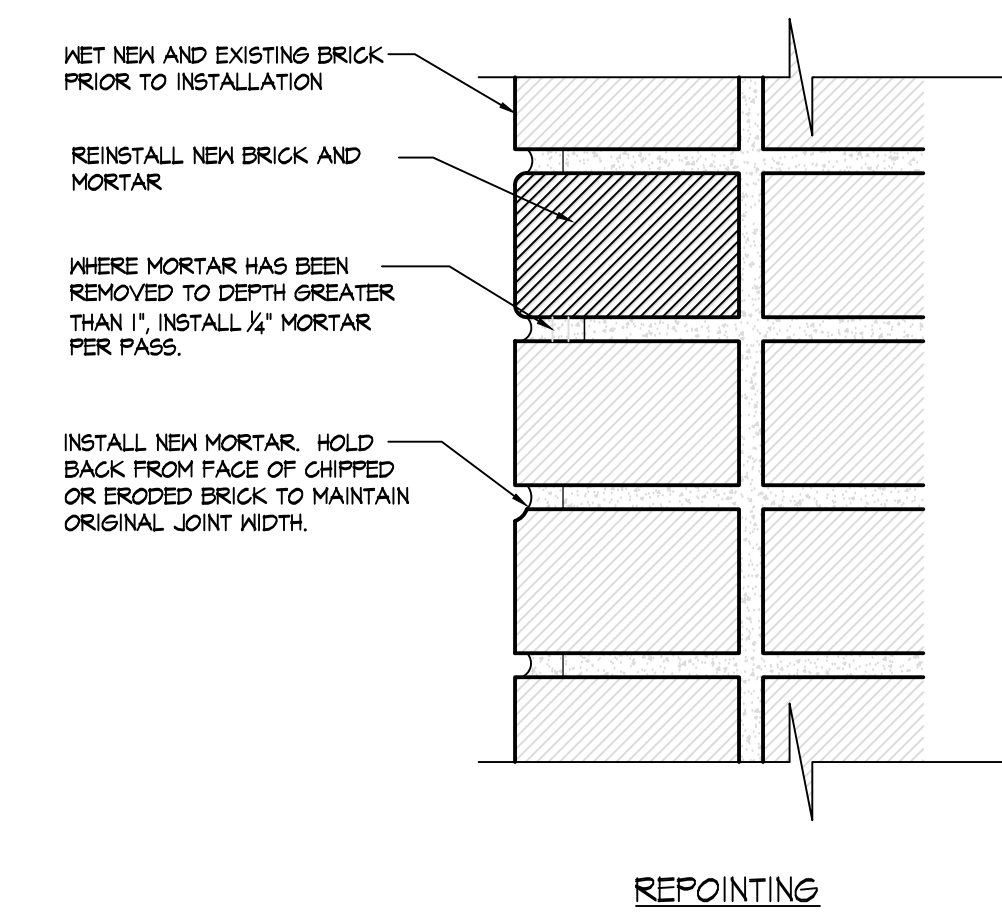 WET NEW AND EXISTING BRICK
PRIOR TO INSTALLATION
REINSTALL NEW BRICK AND
MORTAR
WHERE MORTAR HAS BEEN
REMOVED TO DEPTH GREATER
THAN 1", INSTALL 1/4" MORTAR
PER PASS.
INSTALL NEW MORTAR. HOLD
BACK FROM FACE OF CHIPPED
OR ERODED BRICK TO MAINTAIN
ORIGINAL JOINT WIDTH.
REPOINTING